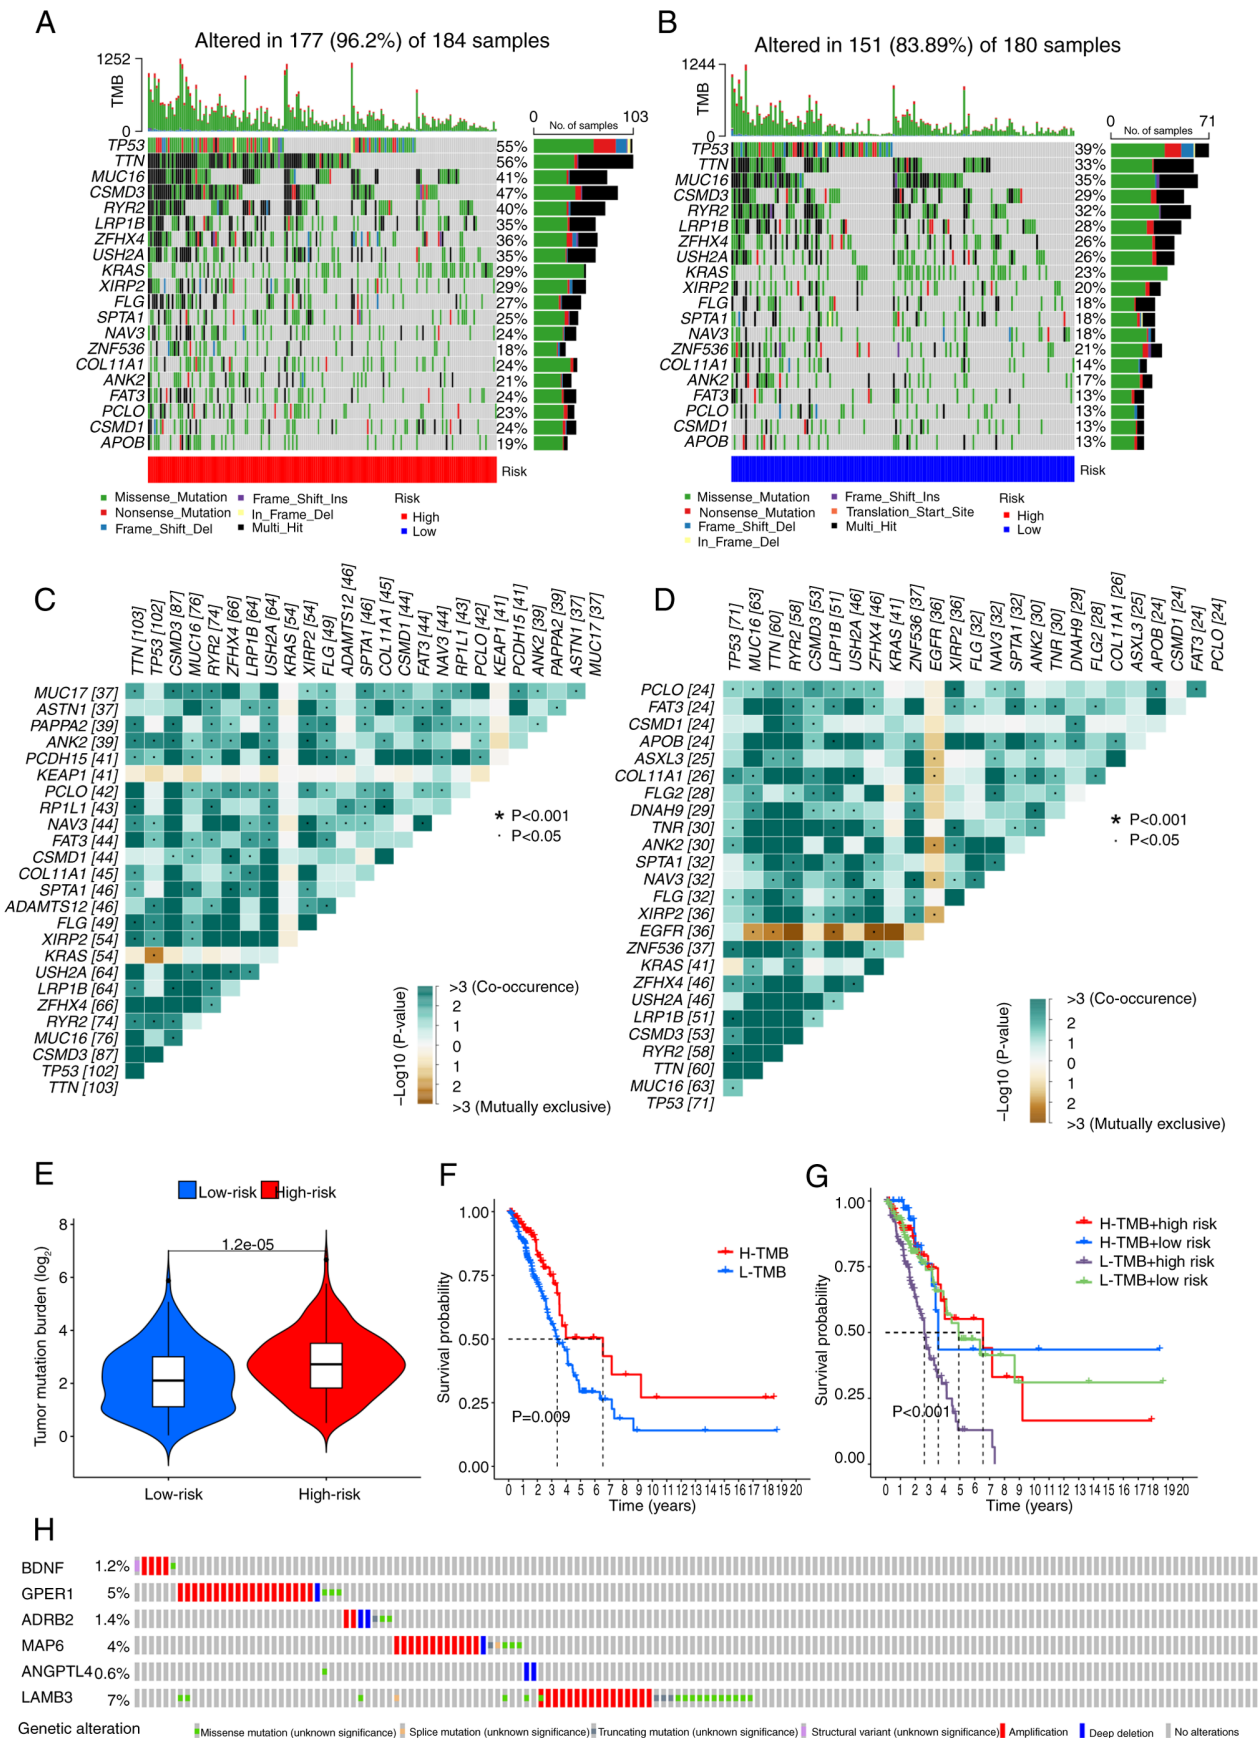 A
Altered in 177 (96.2%) of 184 samples
1252
TMB
0
0 103
No. of samples
TP53 55%
TTN 56%
MUC16 41%
CSMD3 47%
RYR2 40%
LRP1B 35%
ZFHX4 36%
USH2A 35%
KRAS 29%
XIRP2 29%
FLG 27%
SPTA1 25%
NAV3 24%
ZNF536 18%
COL11A1 24%
ANK2 21%
FAT3 24%
PCLO 23%
CSMD1 24%
APOB 19%
Risk
Missense_Mutation Frame_Shift_Ins Risk
Nonsense_Mutation In_Frame_Del High
Frame_Shift_Del Multi_Hit Low
B
Altered in 151 (83.89%) of 180 samples
1244
TMB
0
0 71
No. of samples
TP53 39%
TTN 33%
MUC16 35%
CSMD3 29%
RYR2 32%
LRP1B 28%
ZFHX4 26%
USH2A 26%
KRAS 23%
XIRP2 20%
FLG 18%
SPTA1 18%
NAV3 18%
ZNF536 21%
COL11A1 14%
ANK2 17%
FAT3 13%
PCLO 13%
CSMD1 13%
APOB 13%
Risk
Missense_Mutation Frame_Shift_Ins Risk
Nonsense_Mutation Translation_Start_Site High
Frame_Shift_Del Multi_Hit Low
In_Frame_Del
C
TTN [103]
TP53 [102]
CSMD3 [87]
MUC16 [76]
RYR2 [74]
ZFHX4 [66]
LRP1B [64]
USH2A [64]
KRAS [54]
XIRP2 [54]
FLG [49]
ADAMTS12 [46]
SPTA1 [46]
COL11A1 [45]
CSMD1 [44]
FAT3 [44]
NAV3 [44]
RP1L1 [43]
PCLO [42]
KEAP1 [41]
PCDH15 [41]
ANK2 [39]
PAPPA2 [39]
ASTN1 [37]
MUC17 [37]
MUC17 [37]
ASTN1 [37]
PAPPA2 [39]
ANK2 [39]
PCDH15 [41]
KEAP1 [41]
PCLO [42]
RP1L1 [43]
NAV3 [44]
FAT3 [44]
CSMD1 [44]
COL11A1 [45]
SPTA1 [46]
ADAMTS12 [46]
FLG [49]
XIRP2 [54]
KRAS [54]
USH2A [64]
LRP1B [64]
ZFHX4 [66]
RYR2 [74]
MUC16 [76]
CSMD3 [87]
TP53 [102]
TTN [103]
* P<0.001
· P<0.05
−Log10 (P-value)
>3 (Co-occurence)
2
1
0
1
2
>3 (Mutually exclusive)
D
TP53 [71]
MUC16 [63]
TTN [60]
RYR2 [58]
CSMD3 [53]
LRP1B [51]
USH2A [46]
ZFHX4 [46]
KRAS [41]
ZNF536 [37]
EGFR [36]
XIRP2 [36]
FLG [32]
NAV3 [32]
SPTA1 [32]
ANK2 [30]
TNR [30]
DNAH9 [29]
FLG2 [28]
COL11A1 [26]
ASXL3 [25]
APOB [24]
CSMD1 [24]
FAT3 [24]
PCLO [24]
PCLO [24]
FAT3 [24]
CSMD1 [24]
APOB [24]
ASXL3 [25]
COL11A1 [26]
FLG2 [28]
DNAH9 [29]
TNR [30]
ANK2 [30]
SPTA1 [32]
NAV3 [32]
FLG [32]
XIRP2 [36]
EGFR [36]
ZNF536 [37]
KRAS [41]
ZFHX4 [46]
USH2A [46]
LRP1B [51]
CSMD3 [53]
RYR2 [58]
TTN [60]
MUC16 [63]
TP53 [71]
* P<0.001
· P<0.05
−Log10 (P-value)
>3 (Co-occurence)
2
1
0
1
2
>3 (Mutually exclusive)
E
Low-risk High-risk
1.2e-05
Tumor mutation burden (log2)
8
6
4
2
0
Low-risk High-risk
F
H-TMB
L-TMB
Survival probability
1.00
0.75
0.50
0.25
0.00
P=0.009
0 1 2 3 4 5 6 7 8 9 10 11 12 13 14 15 16 17 18 19 20
Time (years)
G
H-TMB+high risk
H-TMB+low risk
L-TMB+high risk
L-TMB+low risk
Survival probability
1.00
0.75
0.50
0.25
0.00
P<0.001
0 1 2 3 4 5 6 7 8 9 10 11 12 13 14 15 16 17 18 19 20
Time (years)
H
BDNF 1.2%
GPER1 5%
ADRB2 1.4%
MAP6 4%
ANGPTL4 0.6%
LAMB3 7%
Genetic alteration Missense mutation (unknown significance) Splice mutation (unknown significance) Truncating mutation (unknown significance) Structural variant (unknown significance) Amplification Deep deletion No alterations